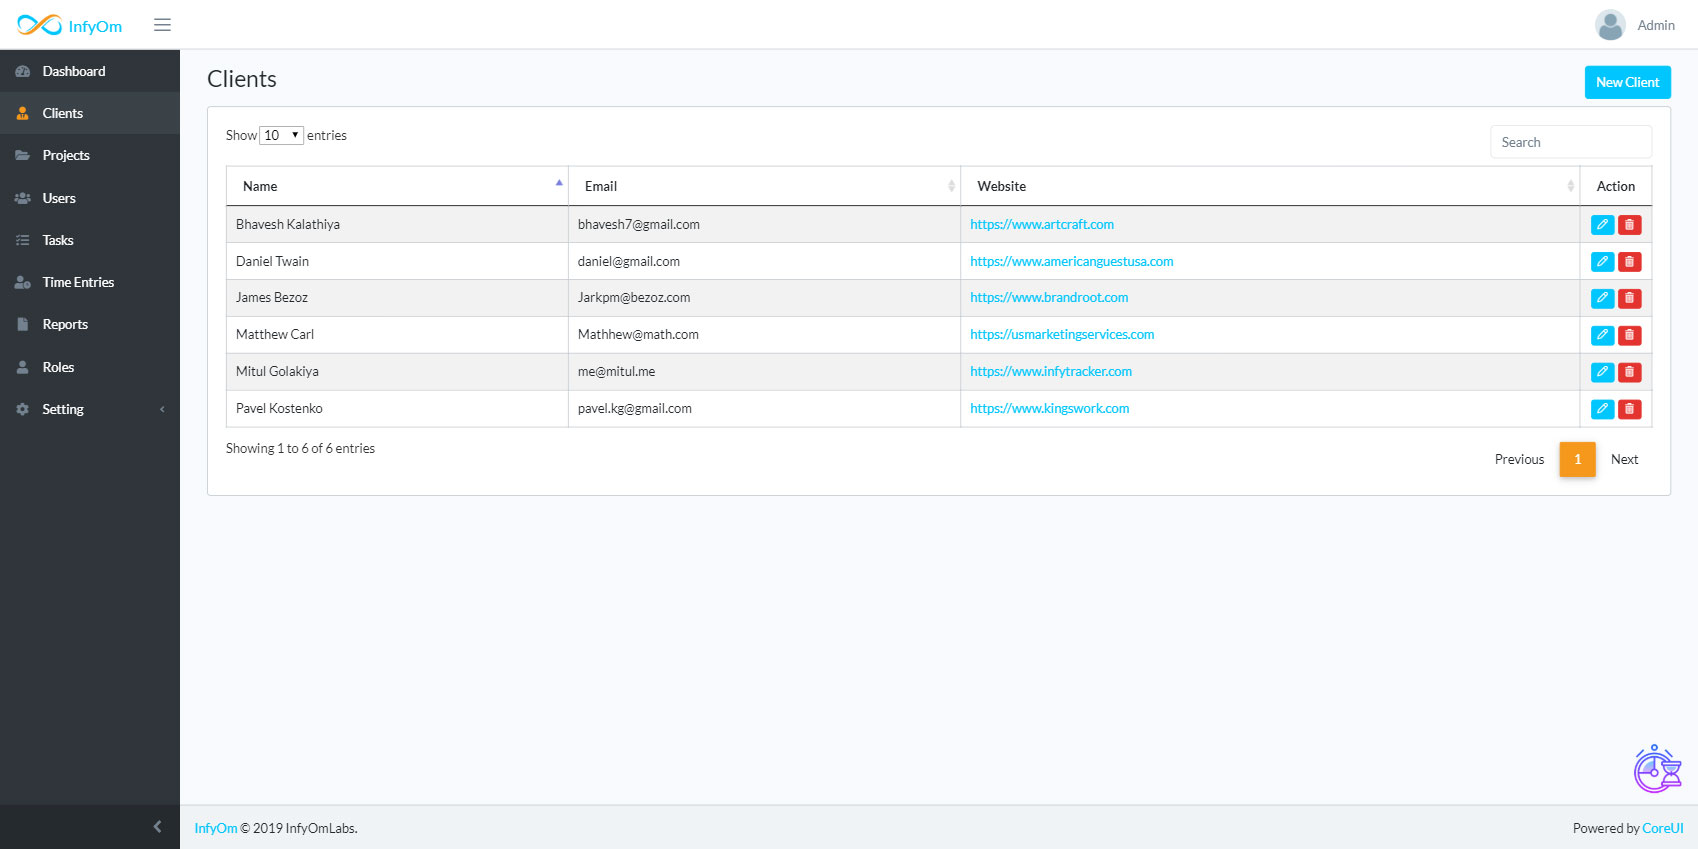 InfyOm
Admin
Dashboard
Clients
Projects
Users
Tasks
Time Entries
Reports
Roles
Setting
Clients
New Client
Show 10 entries
Search
Name Email Website Action
Bhavesh Kalathiya bhavesh7@gmail.com https://www.artcraft.com
Daniel Twain daniel@gmail.com https://www.americanguestusa.com
James Bezoz Jarkpm@bezoz.com https://www.brandroot.com
Matthew Carl Mathhew@math.com https://usmarketingservices.com
Mitul Golakiya me@mitul.me https://www.infytracker.com
Pavel Kostenko pavel.kg@gmail.com https://www.kingswork.com
Showing 1 to 6 of 6 entries
Previous 1 Next
InfyOm © 2019 InfyOmLabs.
Powered by CoreUI